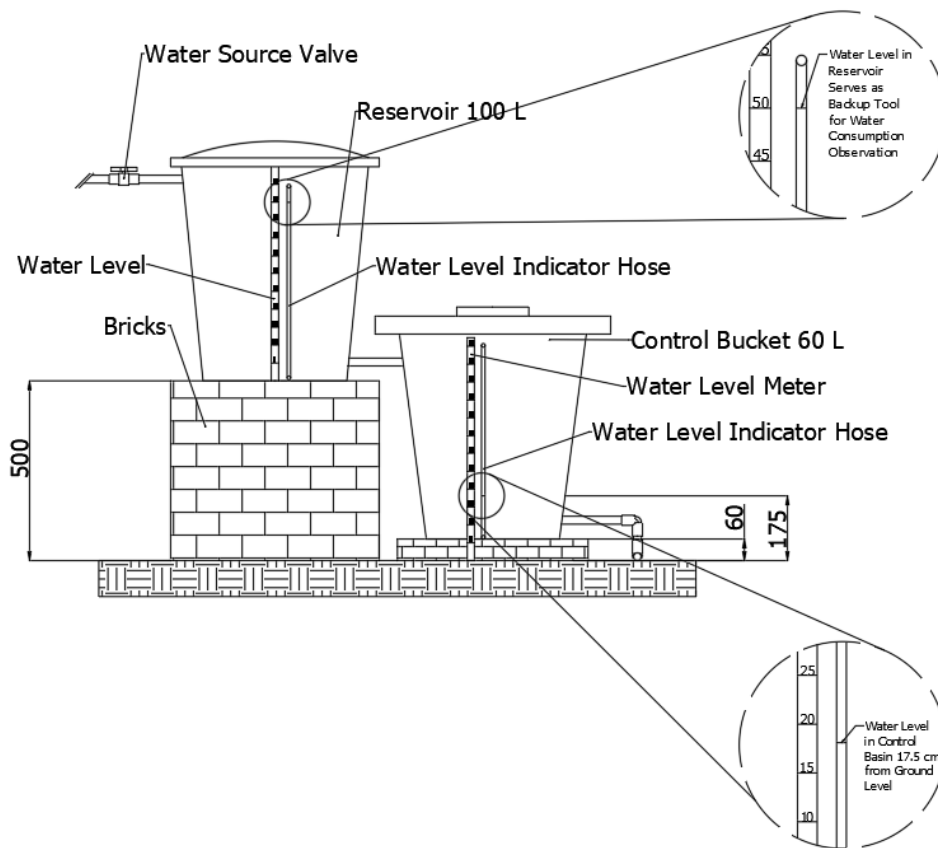 Water Source Valve
Reservoir 100 L
50
45
Water Level in
Reservoir
Serves as
Backup Tool
for Water
Consumption
Observation
Water Level
Water Level Indicator Hose
Bricks
Control Bucket 60 L
Water Level Meter
Water Level Indicator Hose
500
60
175
25
20
15
10
Water Level
in Control
Basin 17.5 cm
from Ground
Level